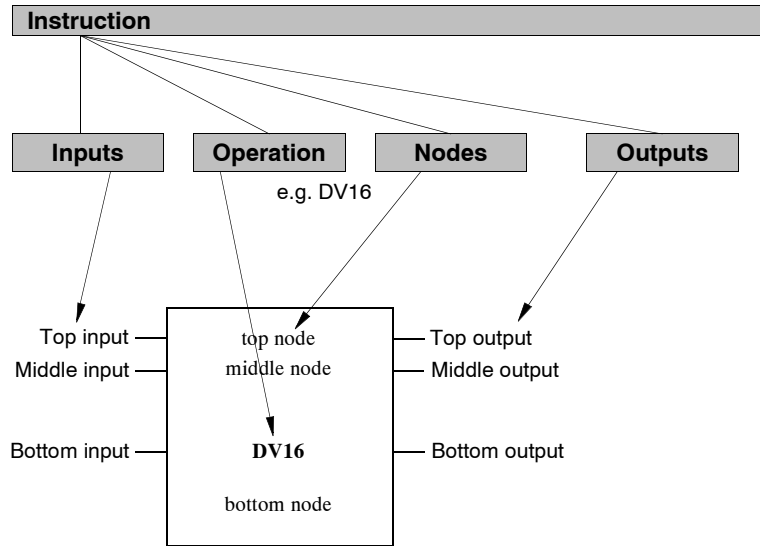 Instruction
Inputs
Operation
Nodes
Outputs
e.g. DV16
Top input
top node
Top output
Middle input
middle node
Middle output
Bottom input
DV16
Bottom output
bottom node